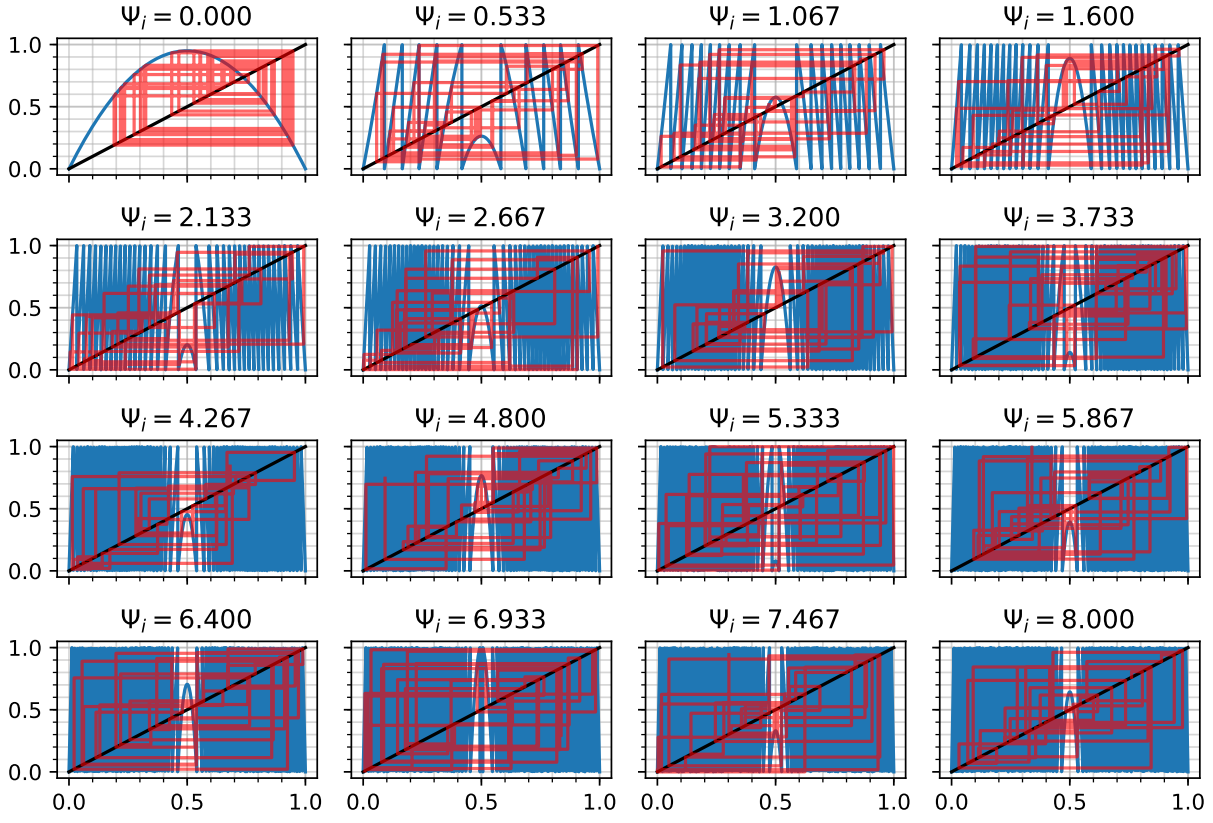 Ψᵢ = 0.000
Ψᵢ = 0.533
Ψᵢ = 1.067
Ψᵢ = 1.600
1.0
0.5
0.0
Ψᵢ = 2.133
Ψᵢ = 2.667
Ψᵢ = 3.200
Ψᵢ = 3.733
1.0
0.5
0.0
Ψᵢ = 4.267
Ψᵢ = 4.800
Ψᵢ = 5.333
Ψᵢ = 5.867
1.0
0.5
0.0
Ψᵢ = 6.400
Ψᵢ = 6.933
Ψᵢ = 7.467
Ψᵢ = 8.000
1.0
0.5
0.0
0.0 0.5 1.0
0.0 0.5 1.0
0.0 0.5 1.0
0.0 0.5 1.0